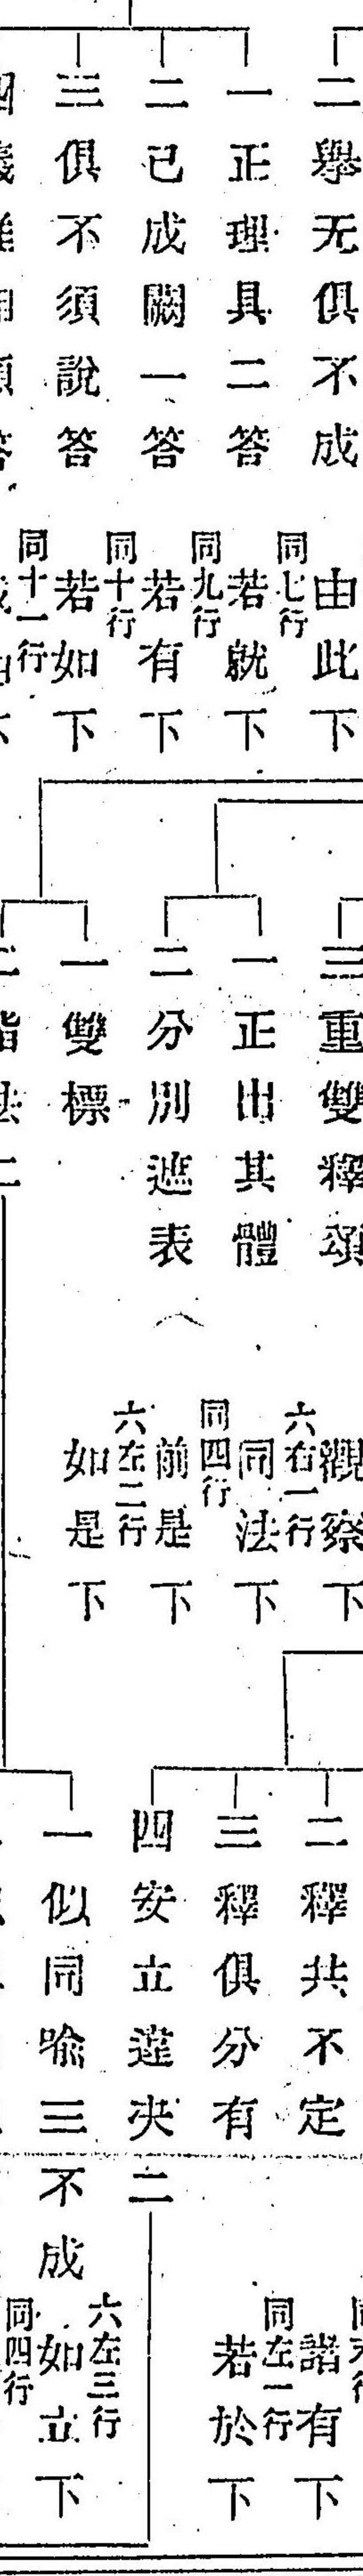 二擧无俱不成
由此下
同七行
一正理具二答
若就下
同九行
二已成闕一答
若有下
同十行
三俱不須說答
若如下
同十一行
三重雙釋頌
觀察下
六右一行
一正出其體
同法下
同四行
二分別遮表
前是下
六左二行
一雙標
如是下
二釋共不定
諸有下
同左一行
三釋俱分有
若於下
四安立違決二
六左三行
一似同喩三不成
如立下
同四行